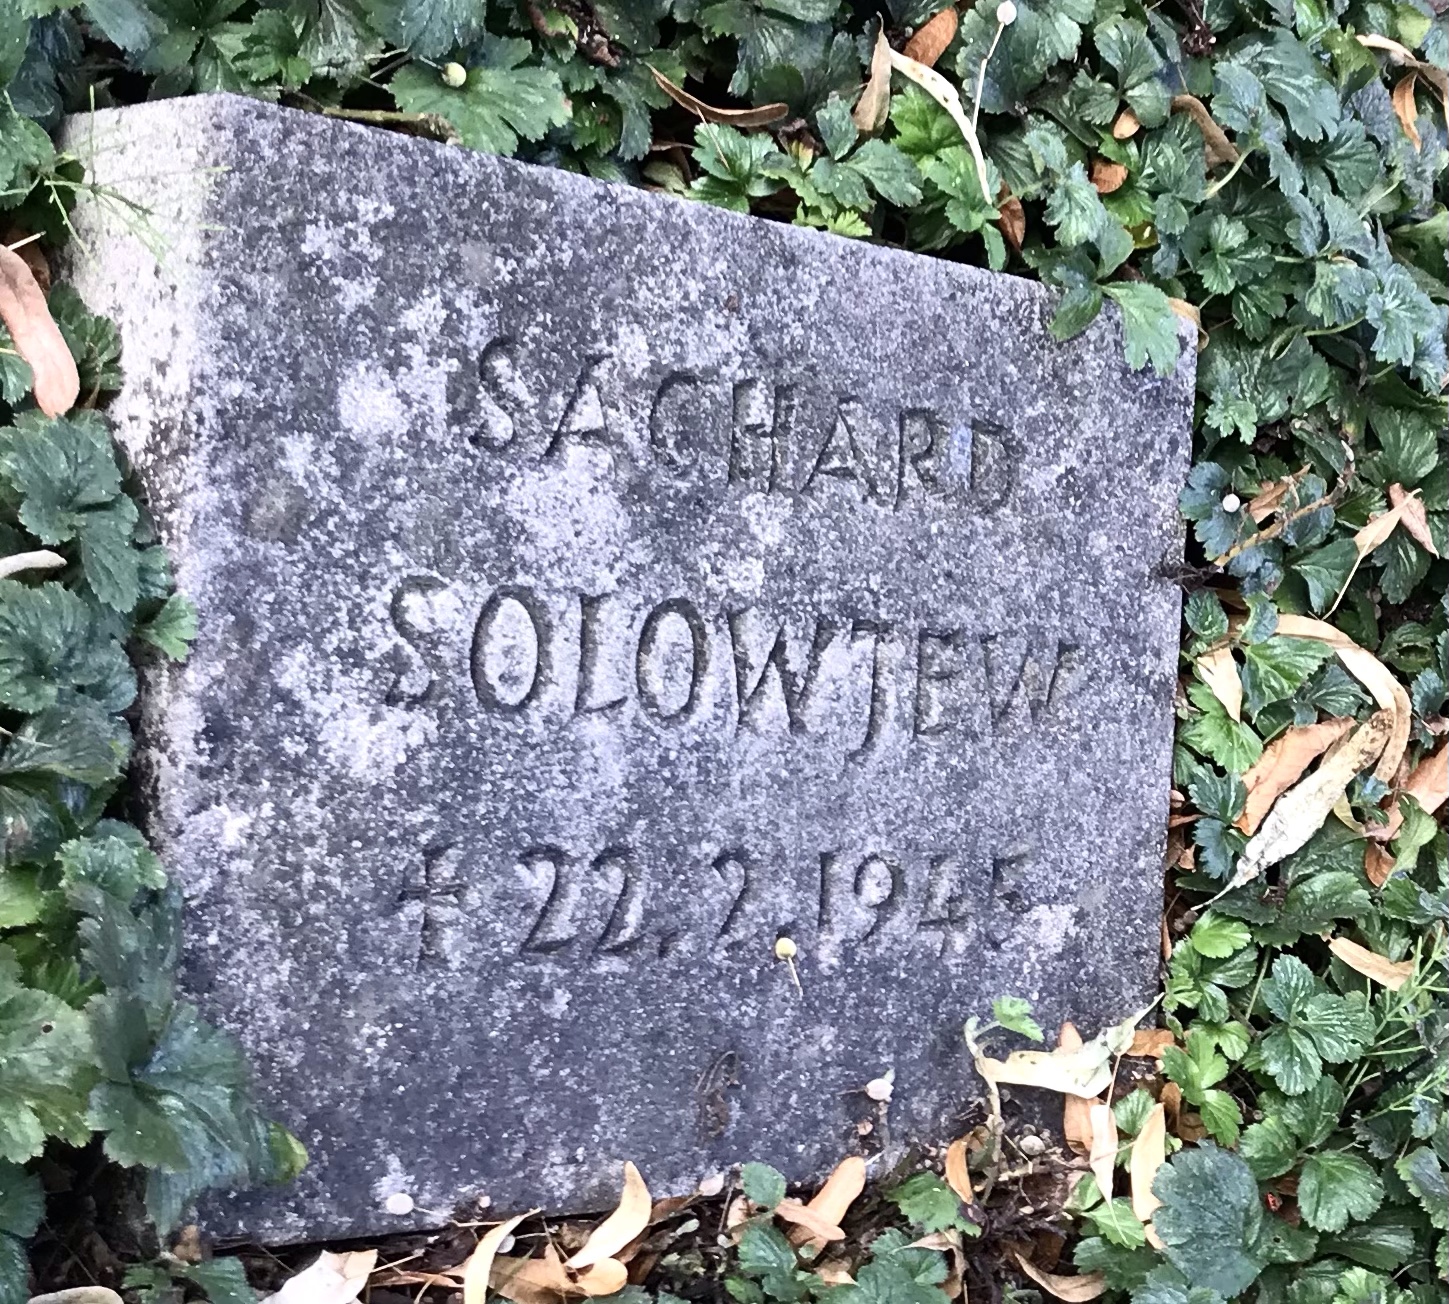 SACHARD
SOLOWJEW
† 22.2.1945